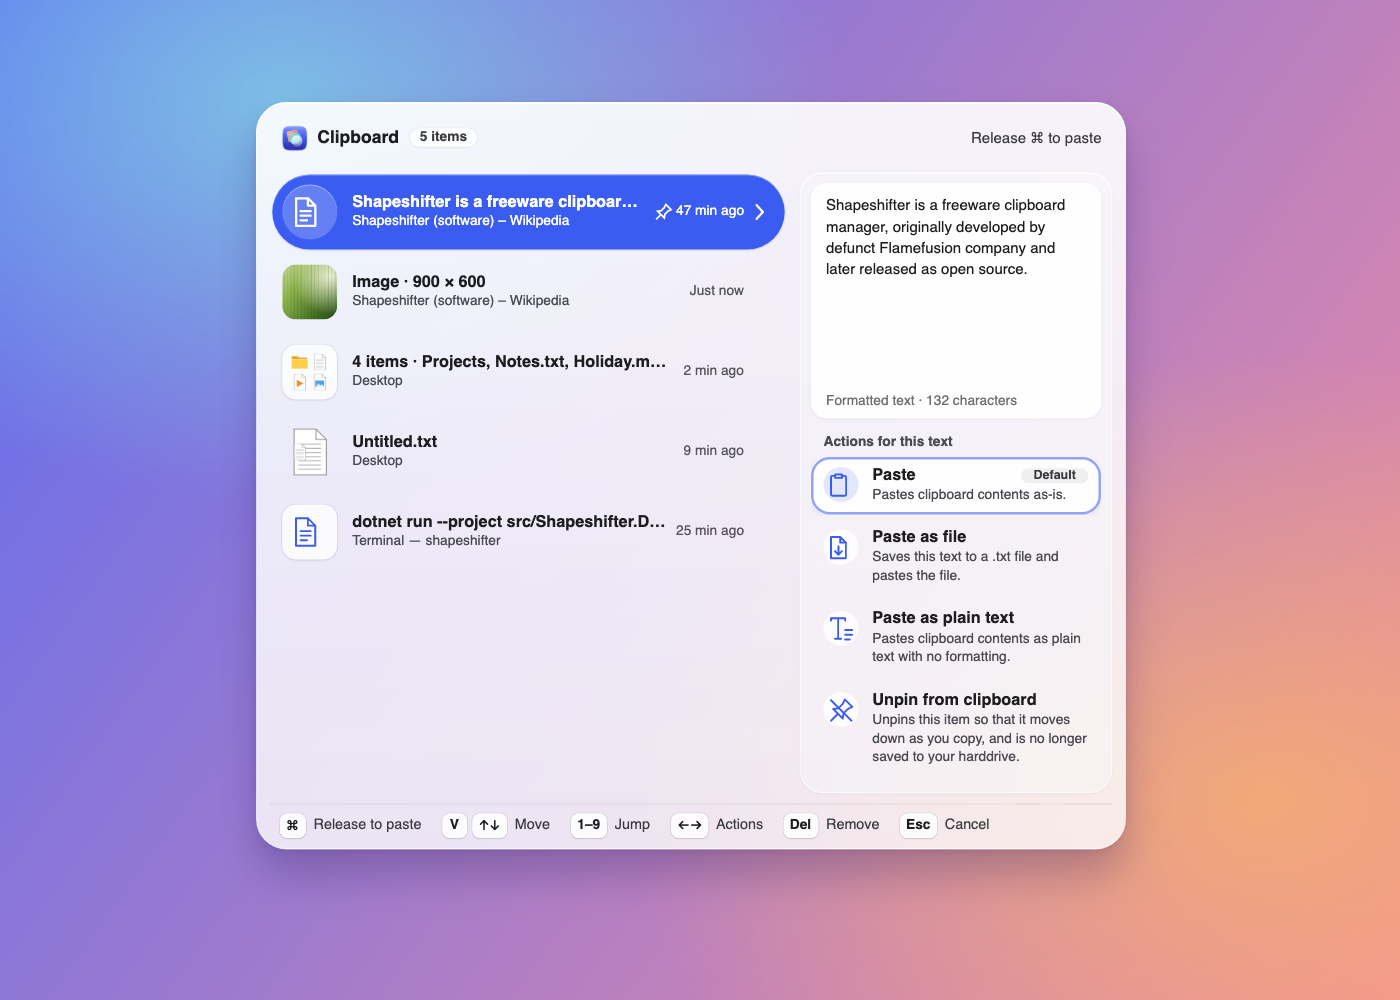 Clipboard 5 items
Release ⌘ to paste
Shapeshifter is a freeware clipboar...
Shapeshifter (software) – Wikipedia
47 min ago
Image · 900 × 600
Shapeshifter (software) – Wikipedia
Just now
4 items · Projects, Notes.txt, Holiday.m...
Desktop
2 min ago
Untitled.txt
Desktop
9 min ago
dotnet run --project src/Shapeshifter.D...
Terminal — shapeshifter
25 min ago
Shapeshifter is a freeware clipboard
manager, originally developed by
defunct Flamefusion company and
later released as open source.
Formatted text · 132 characters
Actions for this text
Paste
Default
Pastes clipboard contents as-is.
Paste as file
Saves this text to a .txt file and
pastes the file.
Paste as plain text
Pastes clipboard contents as plain
text with no formatting.
Unpin from clipboard
Unpins this item so that it moves
down as you copy, and is no longer
saved to your harddrive.
⌘ Release to paste V ↑↓ Move 1–9 Jump ←→ Actions Del Remove Esc Cancel